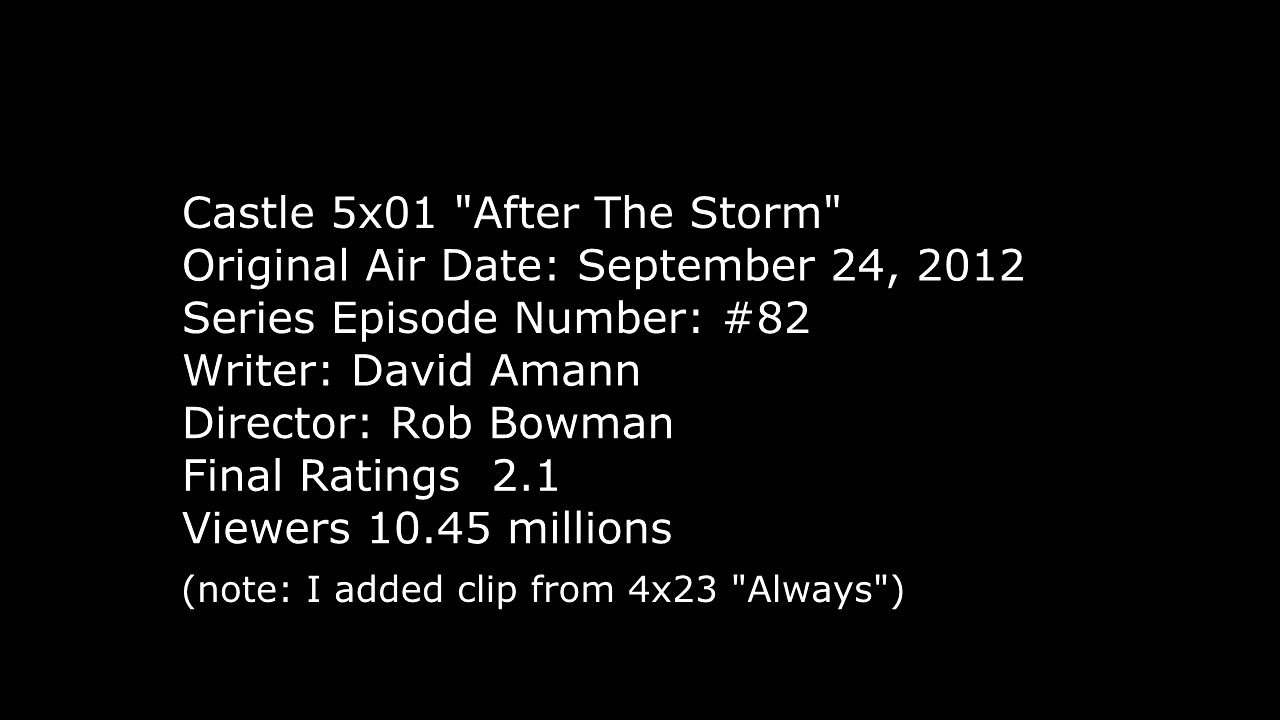 Castle 5x01 "After The Storm"
Original Air Date: September 24, 2012
Series Episode Number: #82
Writer: David Amann
Director: Rob Bowman
Final Ratings  2.1
Viewers 10.45 millions
(note: I added clip from 4x23 "Always")